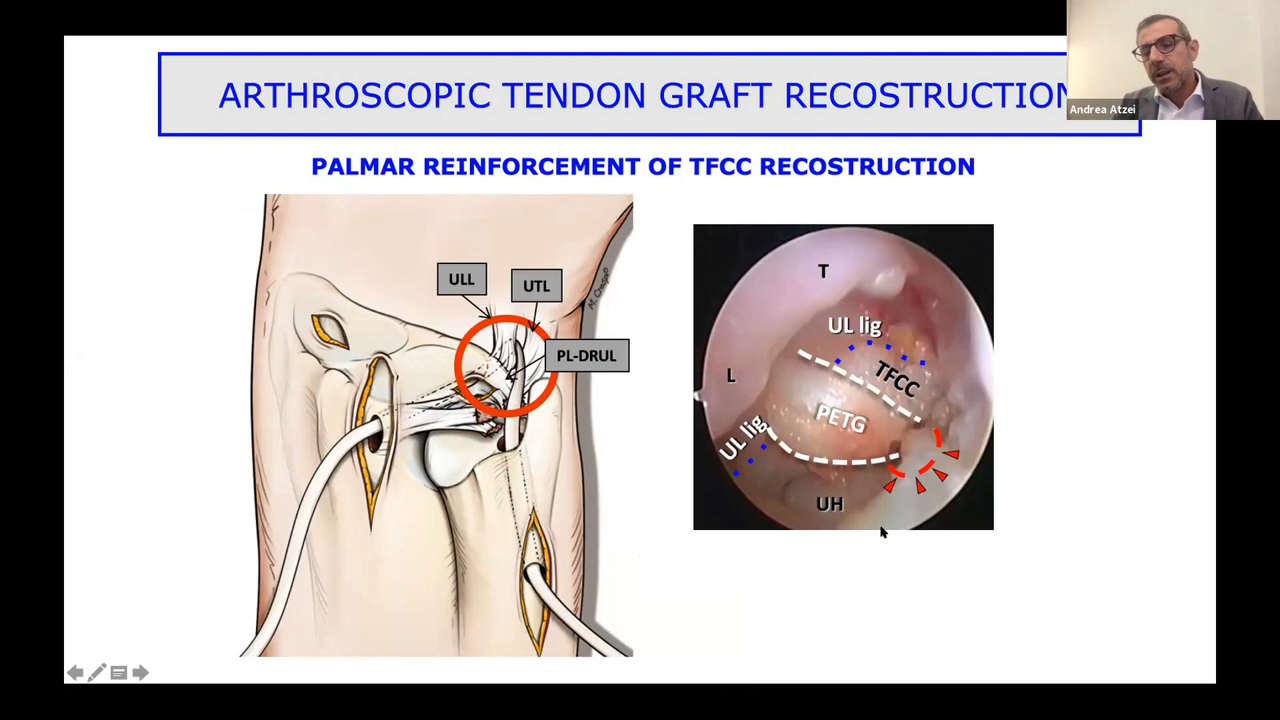 ARTHROSCOPIC TENDON GRAFT RECOSTRUCTION
Andrea Atzei
PALMAR REINFORCEMENT OF TFCC RECOSTRUCTION
ULL
UTL
PL-DRUL
T
UL lig
L
TFCC
PETG
UL lig
UH